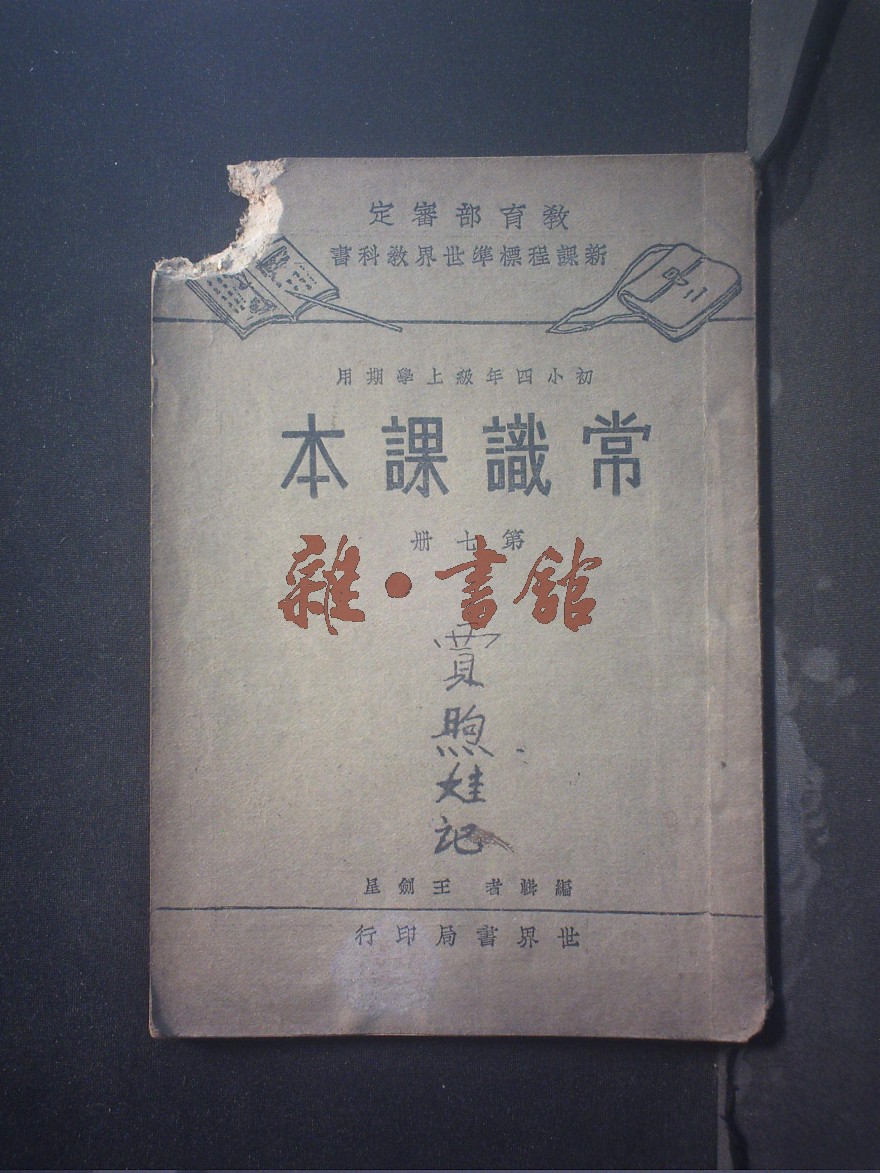 教育部審定
新課程標準世界教科書
初小四年級上學期用
常識課本
第七册
雜·書館
賈煦娃記
編輯者 王劍星
世界書局印行